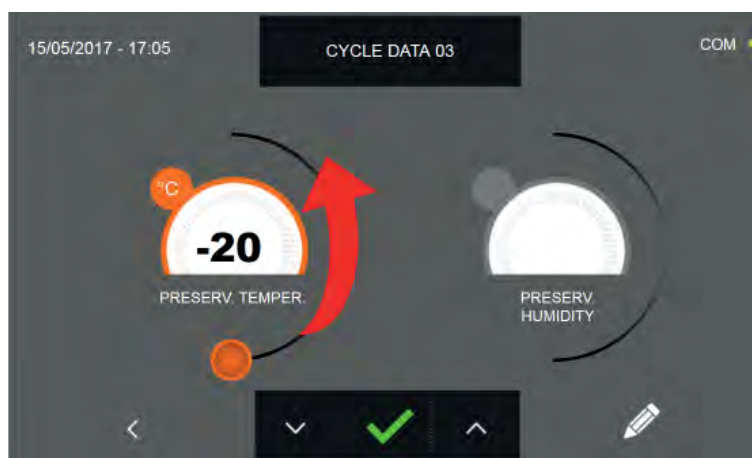 15/05/2017 - 17:05
CYCLE DATA 03
COM
°C
-20
PRESERV. TEMPER.
PRESERV.
HUMIDITY